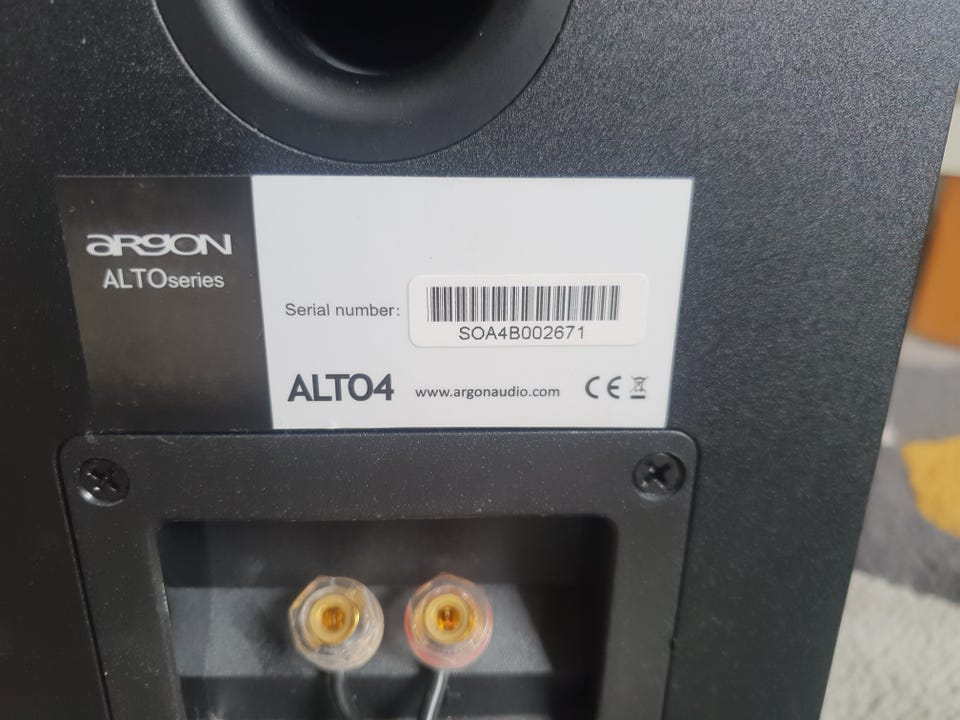 argon
ALTOseries
Serial number:
SOA4B002671
ALTO4 www.argonaudio.com CE